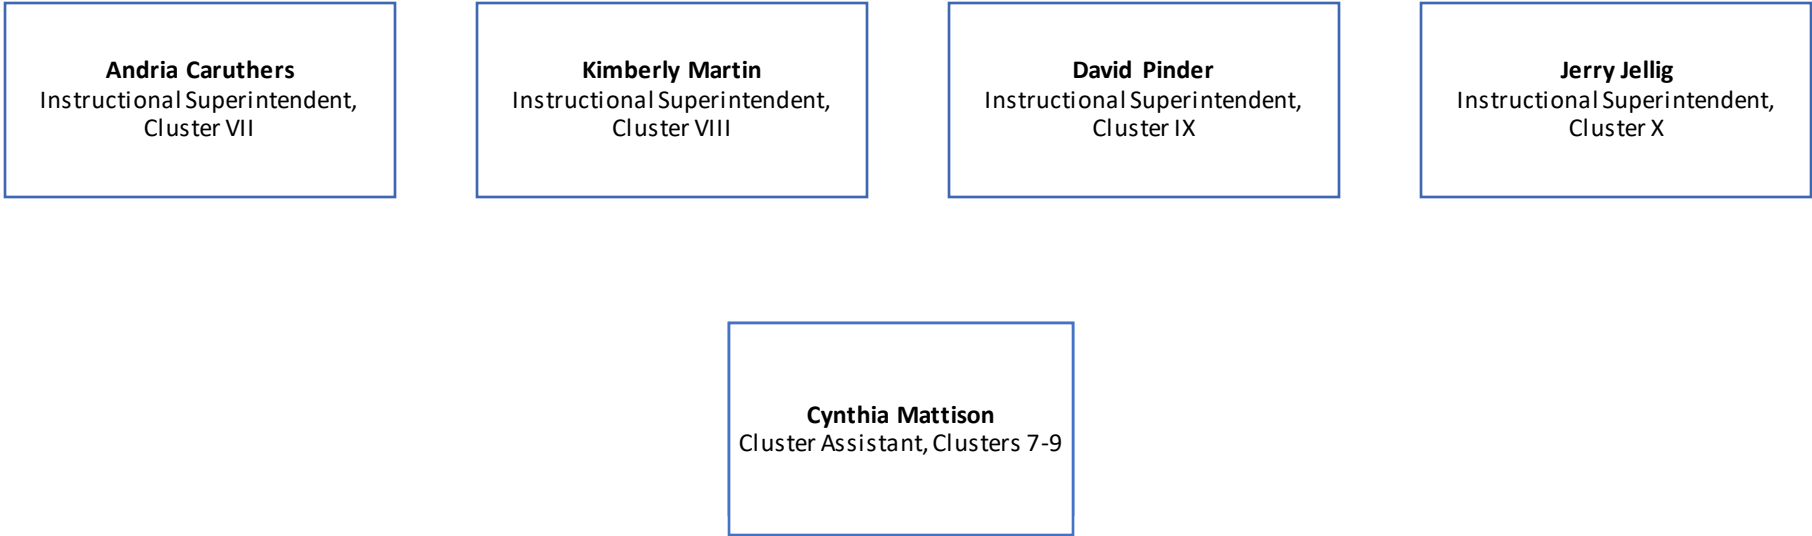 Andria Caruthers
Instructional Superintendent,
Cluster VII
Kimberly Martin
Instructional Superintendent,
Cluster VIII
David Pinder
Instructional Superintendent,
Cluster IX
Jerry Jellig
Instructional Superintendent,
Cluster X
Cynthia Mattison
Cluster Assistant, Clusters 7-9